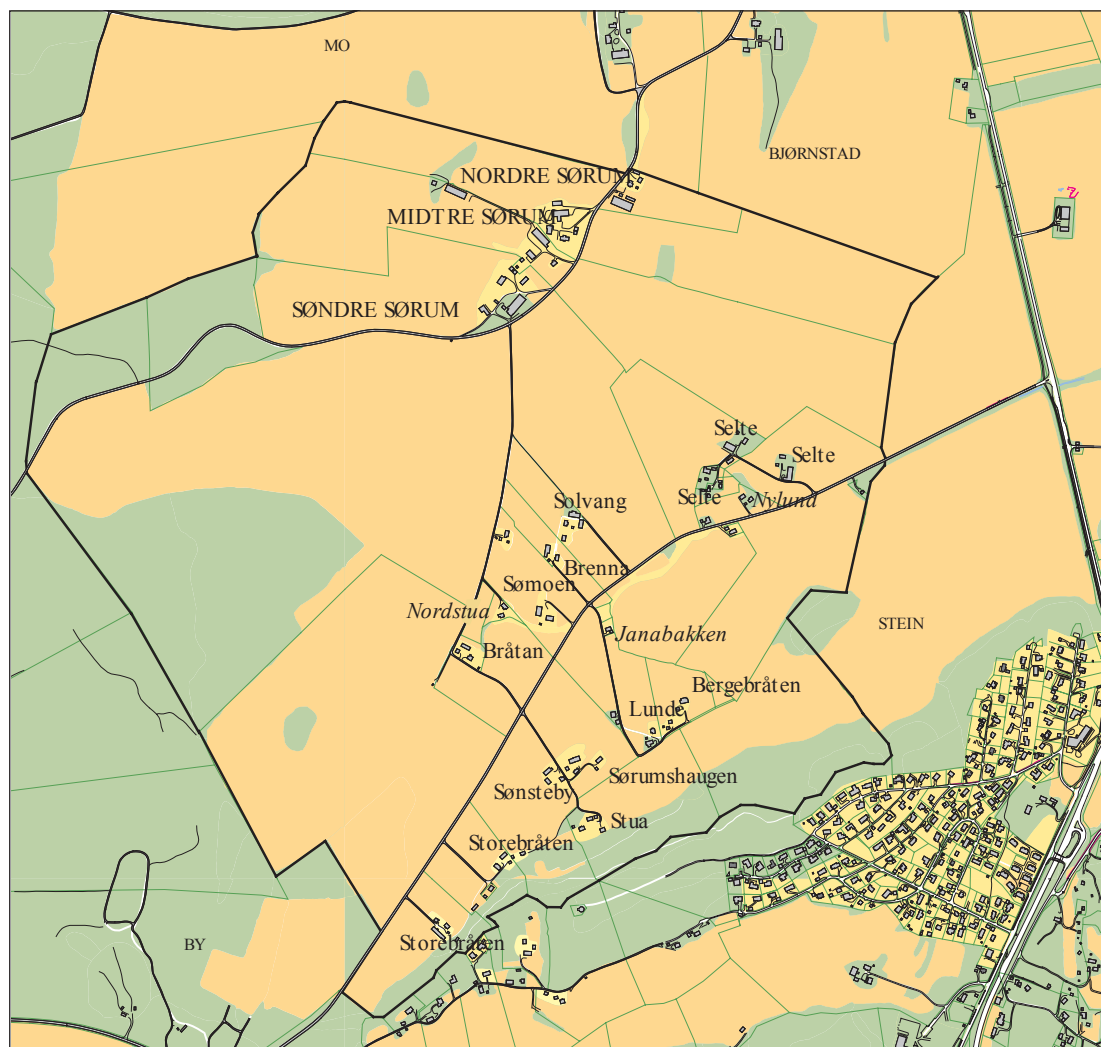 MO
BJØRNSTAD
NORDRE SØRUM
MIDTRE SØRUM
SØNDRE SØRUM
Selte
Selte
Selte
Nylund
Solvang
Brenna
Sømoen
Nordstua
Janabakken
STEIN
Bråtan
Bergebråten
Lunde
Sørumshaugen
Sønsteby
Stua
Storebråten
Storebråten
BY